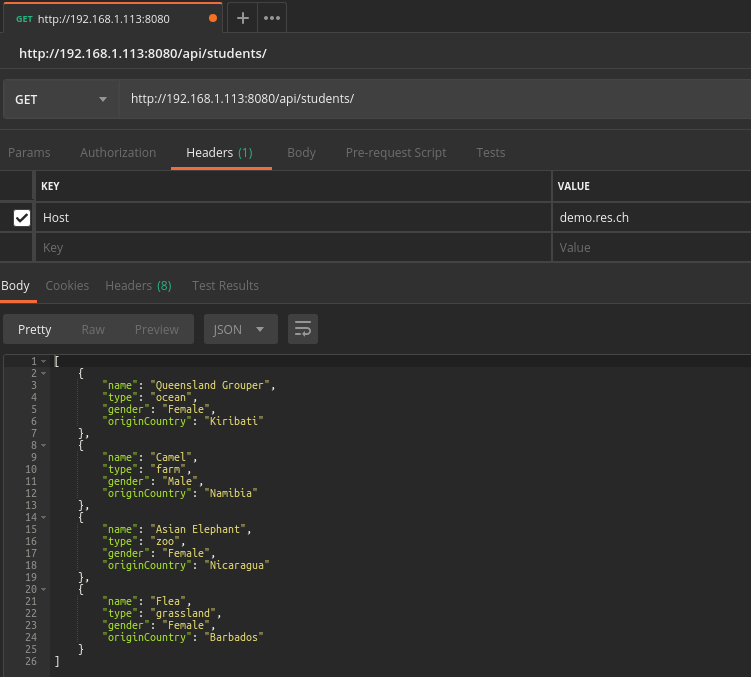 GET http://192.168.1.113:8080
http://192.168.1.113:8080/api/students/
GET http://192.168.1.113:8080/api/students/
Params Authorization Headers (1) Body Pre-request Script Tests
KEY VALUE
Host demo.res.ch
Key Value
Body Cookies Headers (8) Test Results
Pretty Raw Preview JSON
1 [
2 {
3 "name": "Queensland Grouper",
4 "type": "ocean",
5 "gender": "Female",
6 "originCountry": "Kiribati"
7 },
8 {
9 "name": "Camel",
10 "type": "farm",
11 "gender": "Male",
12 "originCountry": "Namibia"
13 },
14 {
15 "name": "Asian Elephant",
16 "type": "zoo",
17 "gender": "Female",
18 "originCountry": "Nicaragua"
19 },
20 {
21 "name": "Flea",
22 "type": "grassland",
23 "gender": "Female",
24 "originCountry": "Barbados"
25 }
26 ]